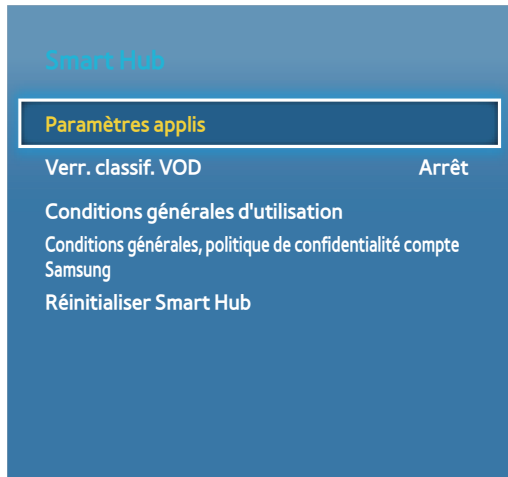 Smart Hub
Paramètres applis
Verr. classif. VOD Arrêt
Conditions générales d'utilisation
Conditions générales, politique de confidentialité compte
Samsung
Réinitialiser Smart Hub